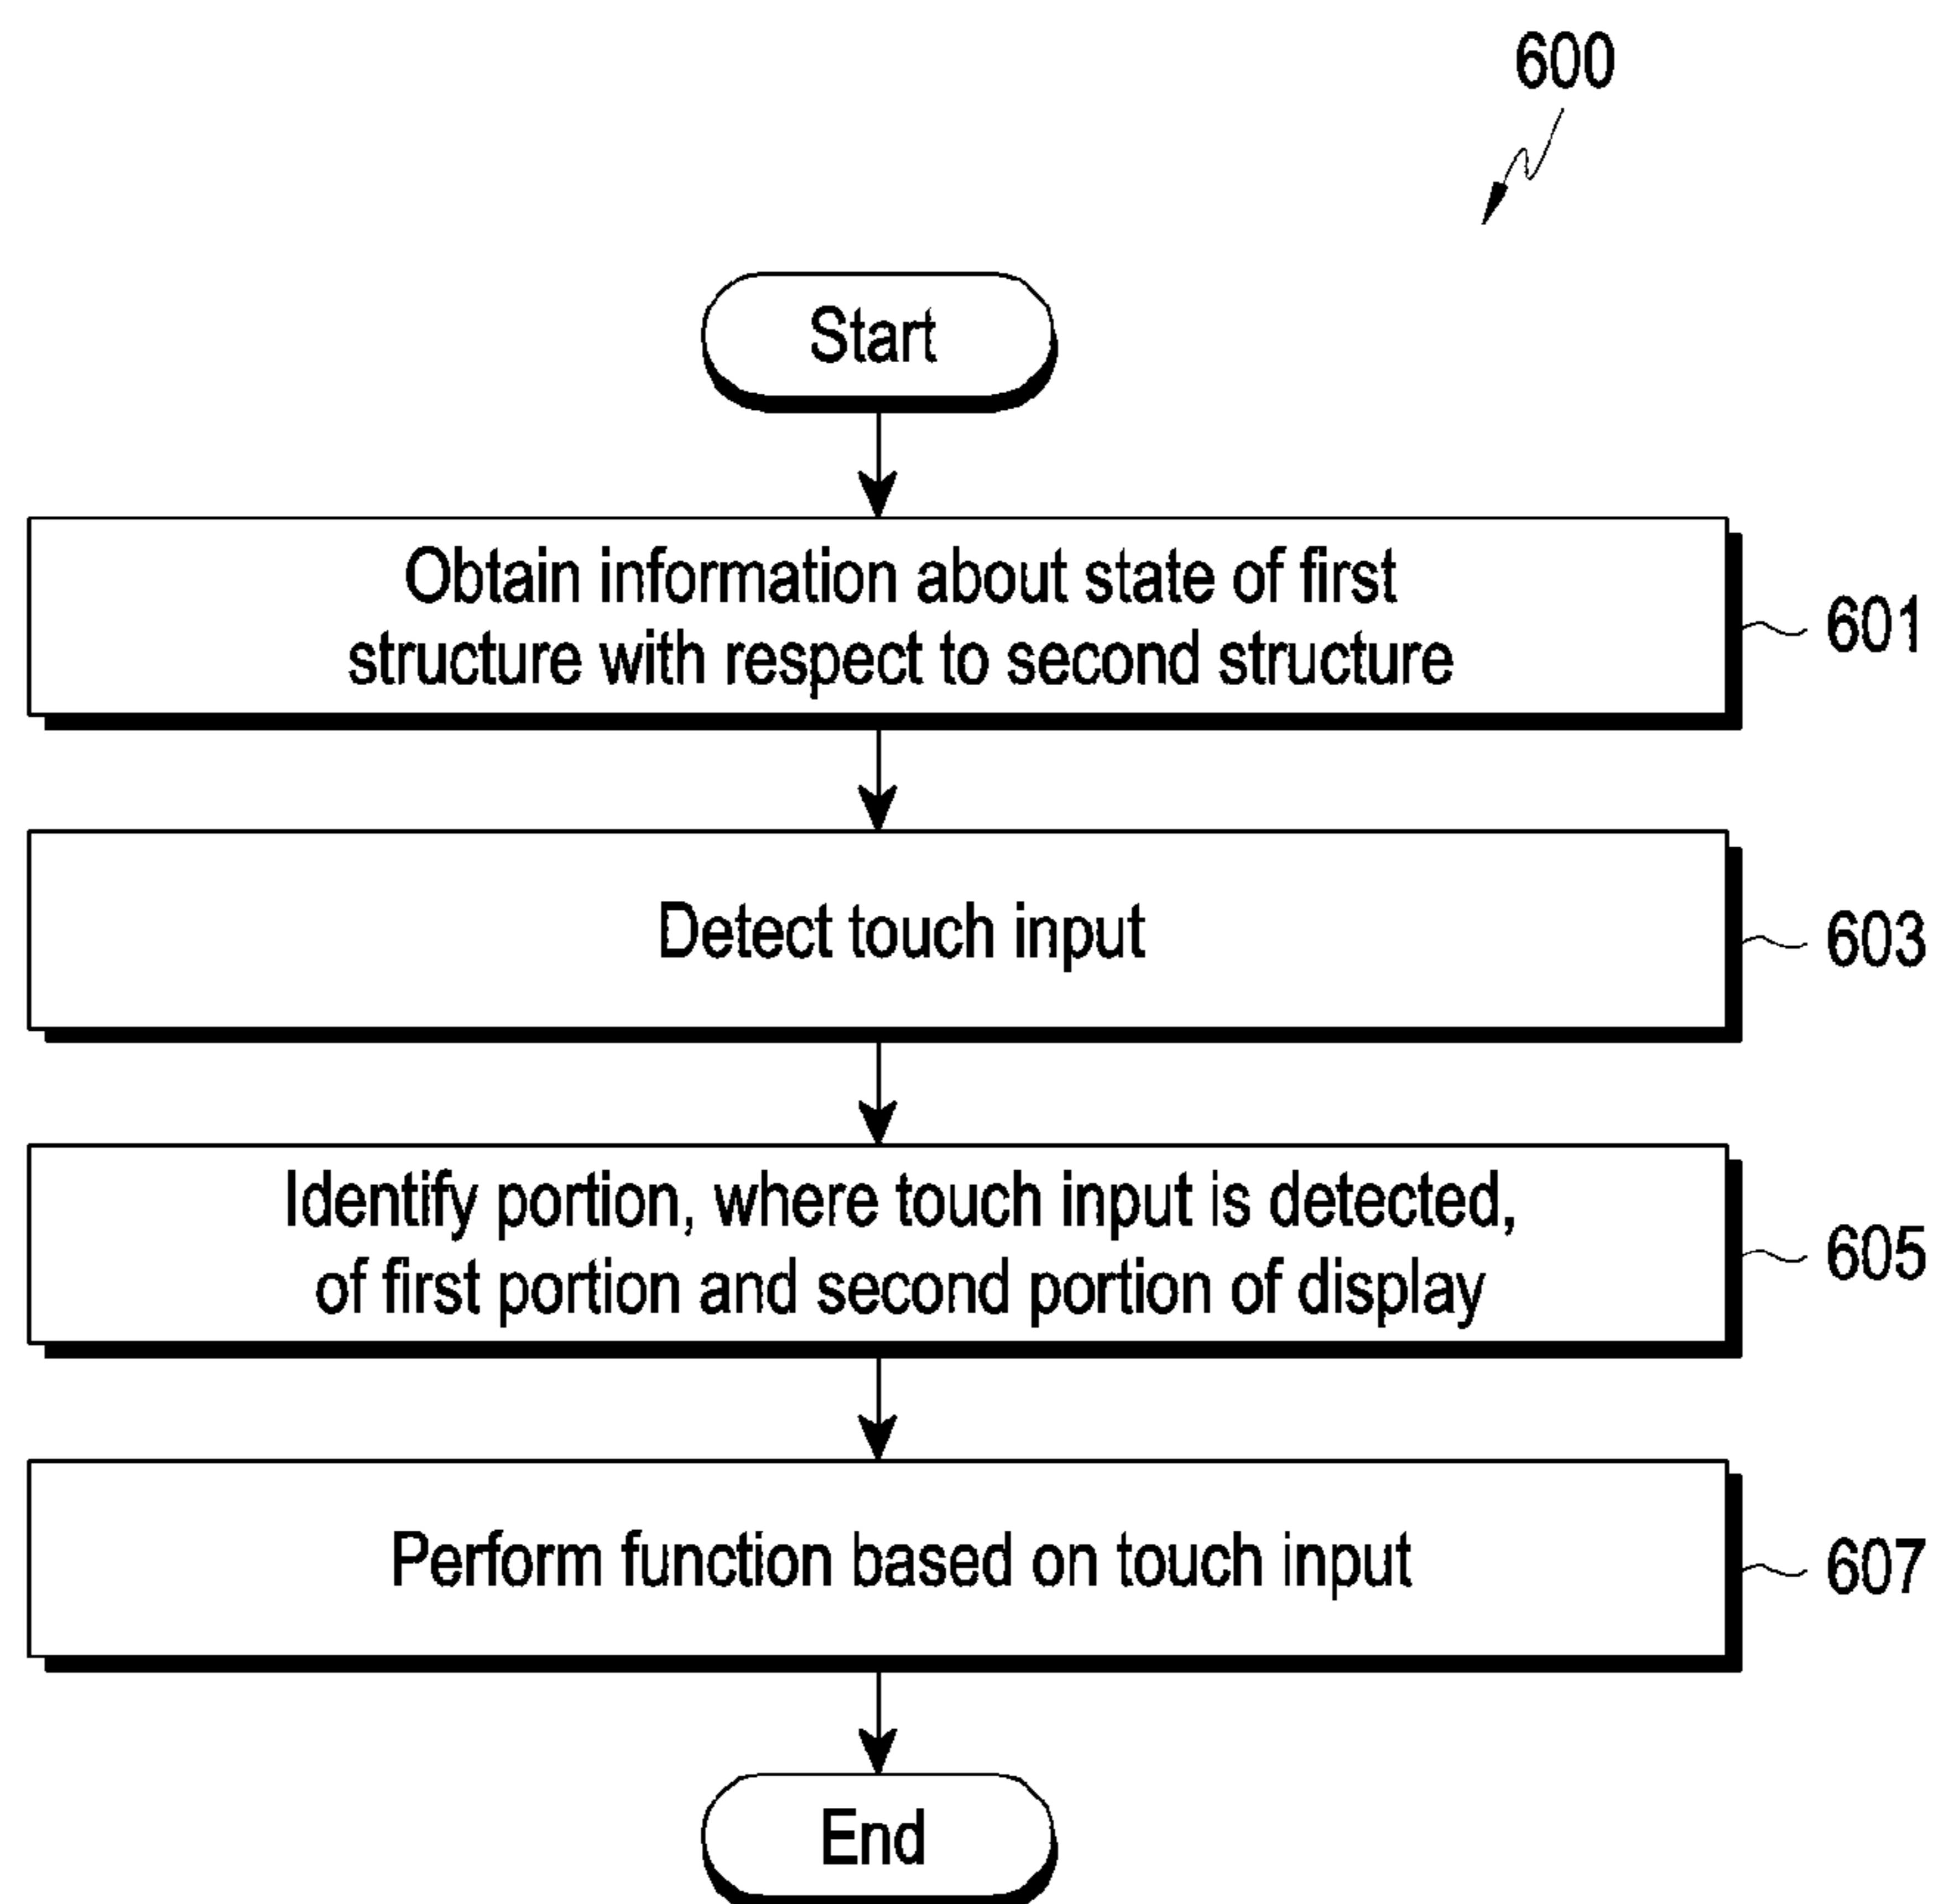 600
Start
Obtain information about state of first
structure with respect to second structure
601
Detect touch input
603
Identify portion, where touch input is detected,
of first portion and second portion of display
605
Perform function based on touch input
607
End